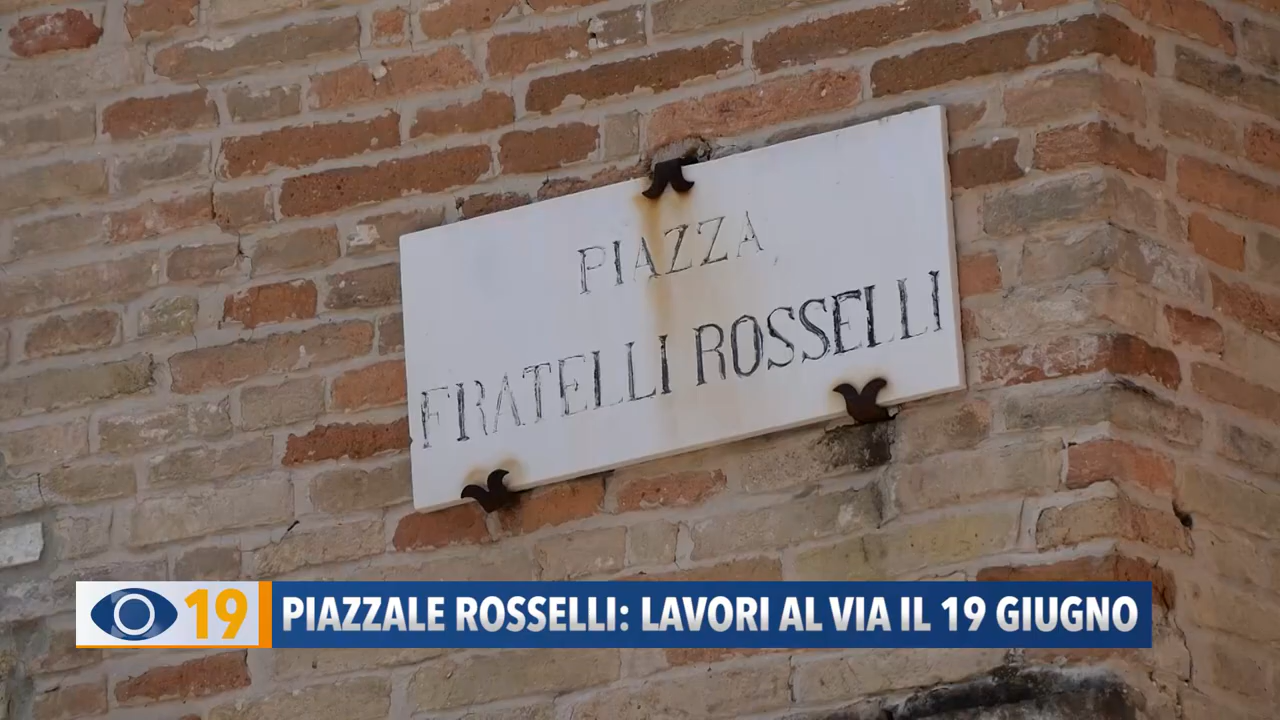 PIAZZA
FRATELLI ROSSELLI
19 PIAZZALE ROSSELLI: LAVORI AL VIA IL 19 GIUGNO